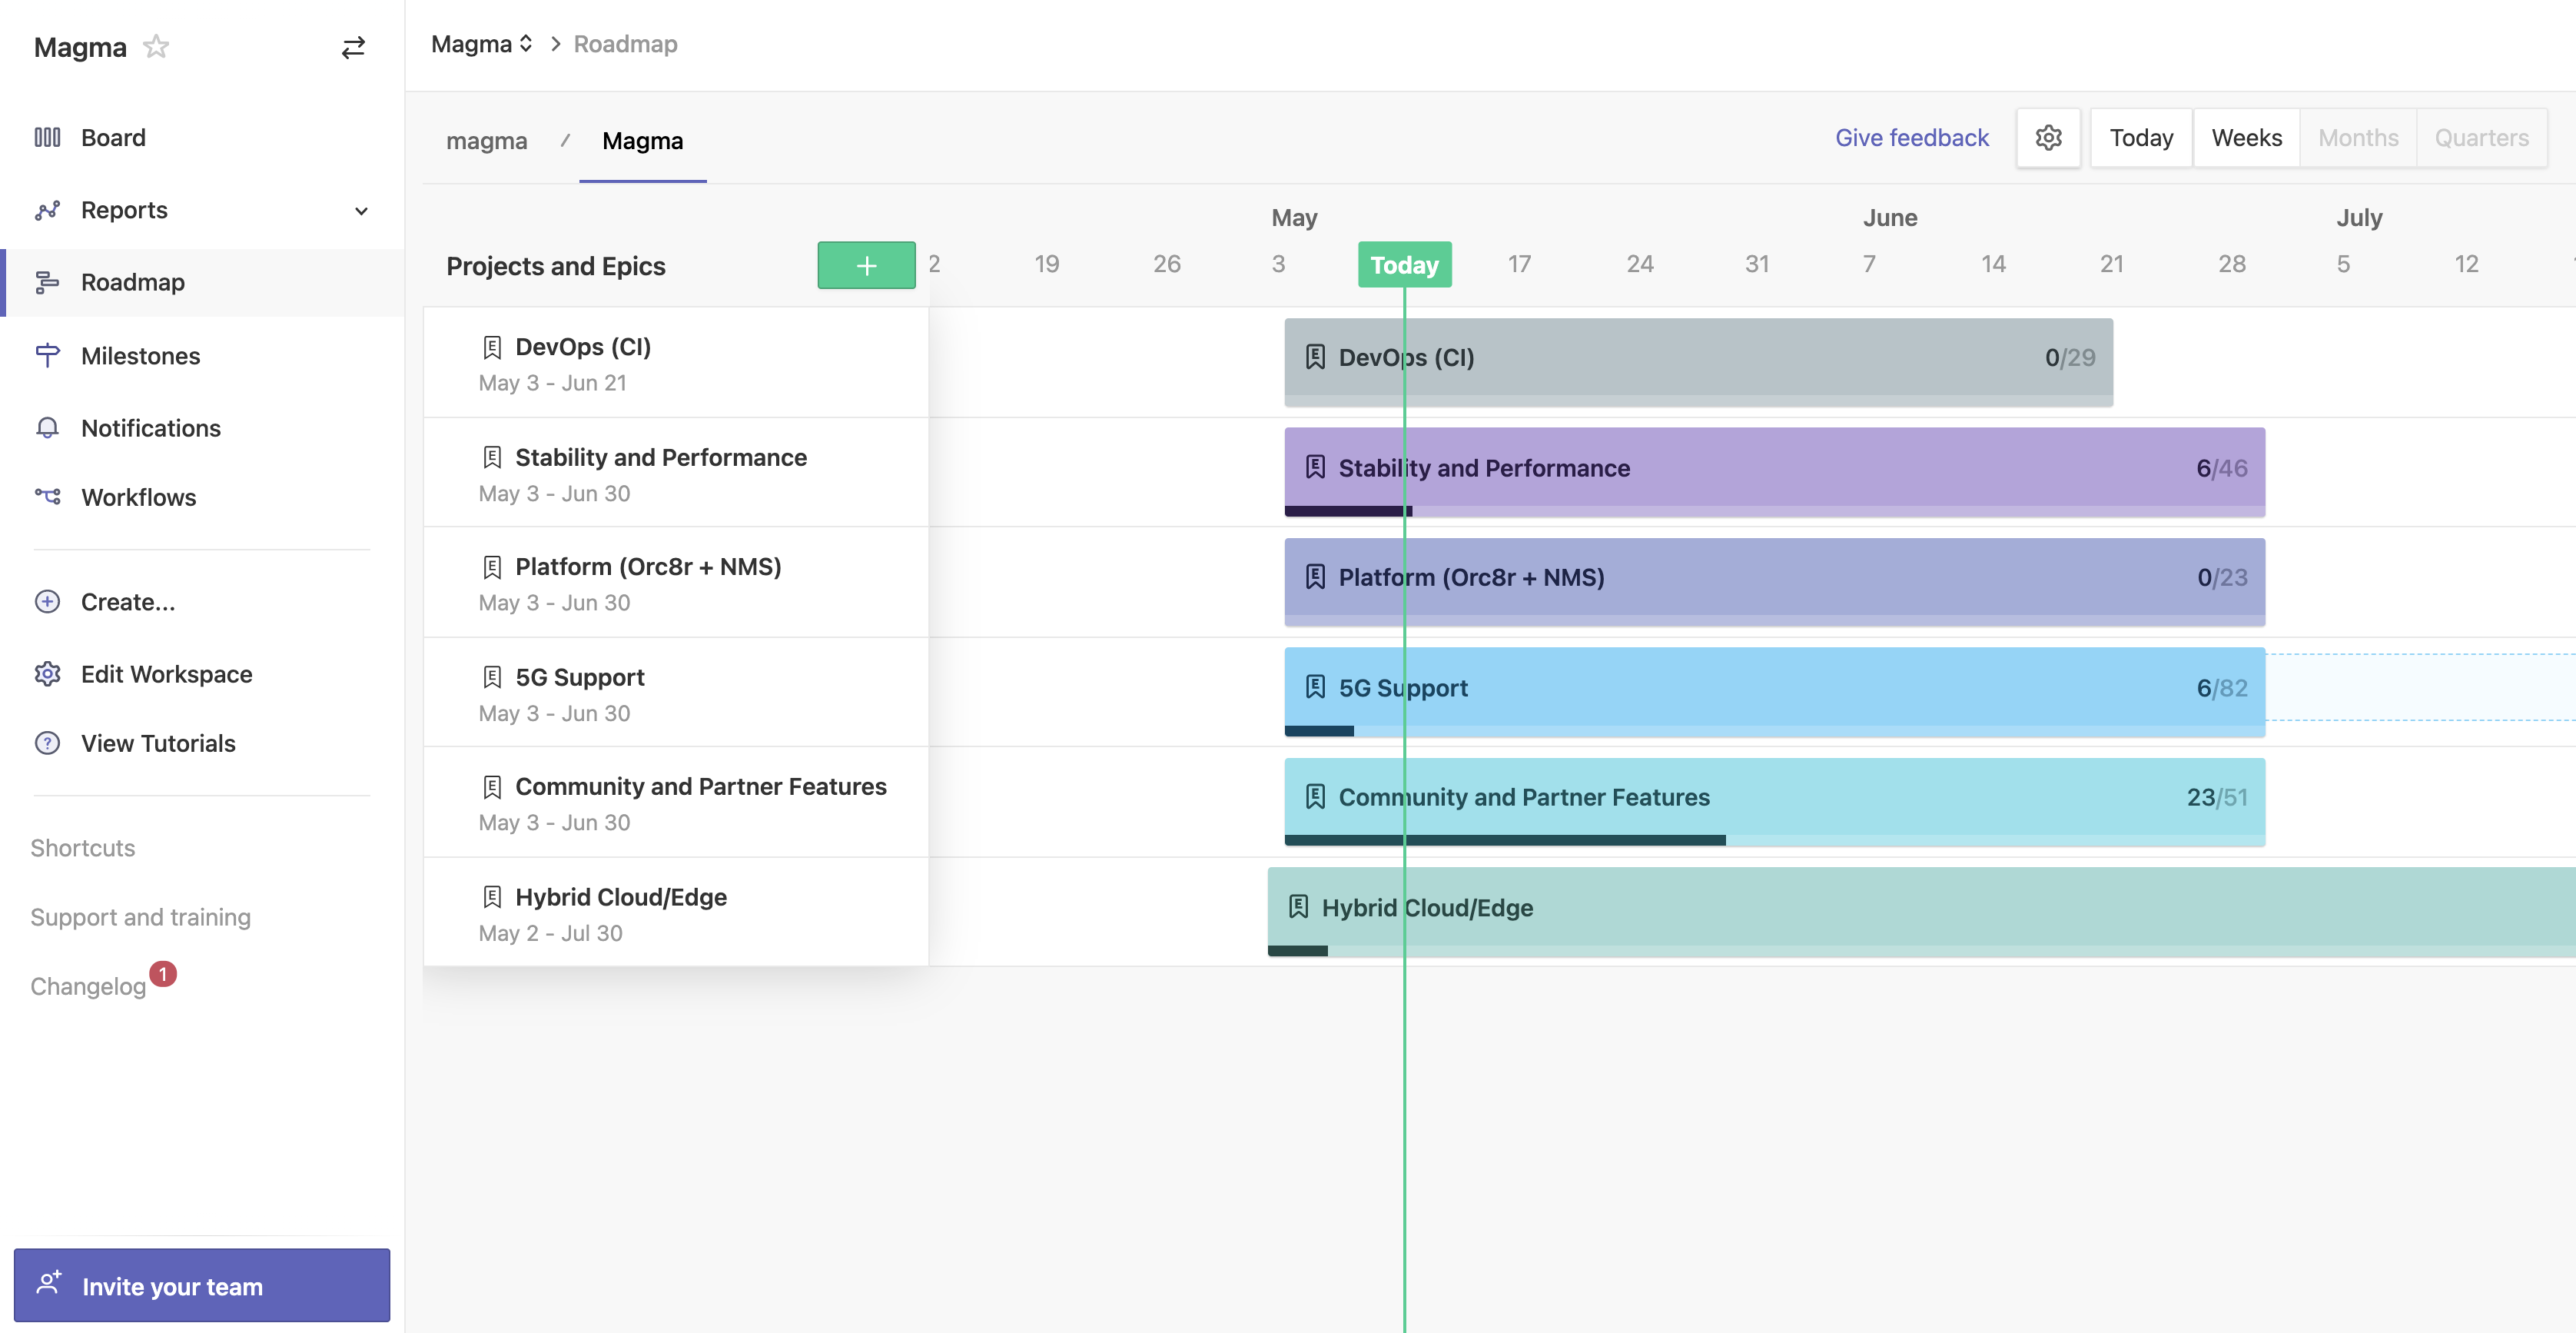 Magma
Board
Reports
Roadmap
Milestones
Notifications
Workflows
Create...
Edit Workspace
View Tutorials
Shortcuts
Support and training
Changelog 1
Invite your team
Magma > Roadmap
magma / Magma
Give feedback Today Weeks Months Quarters
May June July
Projects and Epics + 2 19 26 3 Today 17 24 31 7 14 21 28 5 12
DevOps (CI)
May 3 - Jun 21
DevOps (CI) 0/29
Stability and Performance
May 3 - Jun 30
Stability and Performance 6/46
Platform (Orc8r + NMS)
May 3 - Jun 30
Platform (Orc8r + NMS) 0/23
5G Support
May 3 - Jun 30
5G Support 6/82
Community and Partner Features
May 3 - Jun 30
Community and Partner Features 23/51
Hybrid Cloud/Edge
May 2 - Jul 30
Hybrid Cloud/Edge